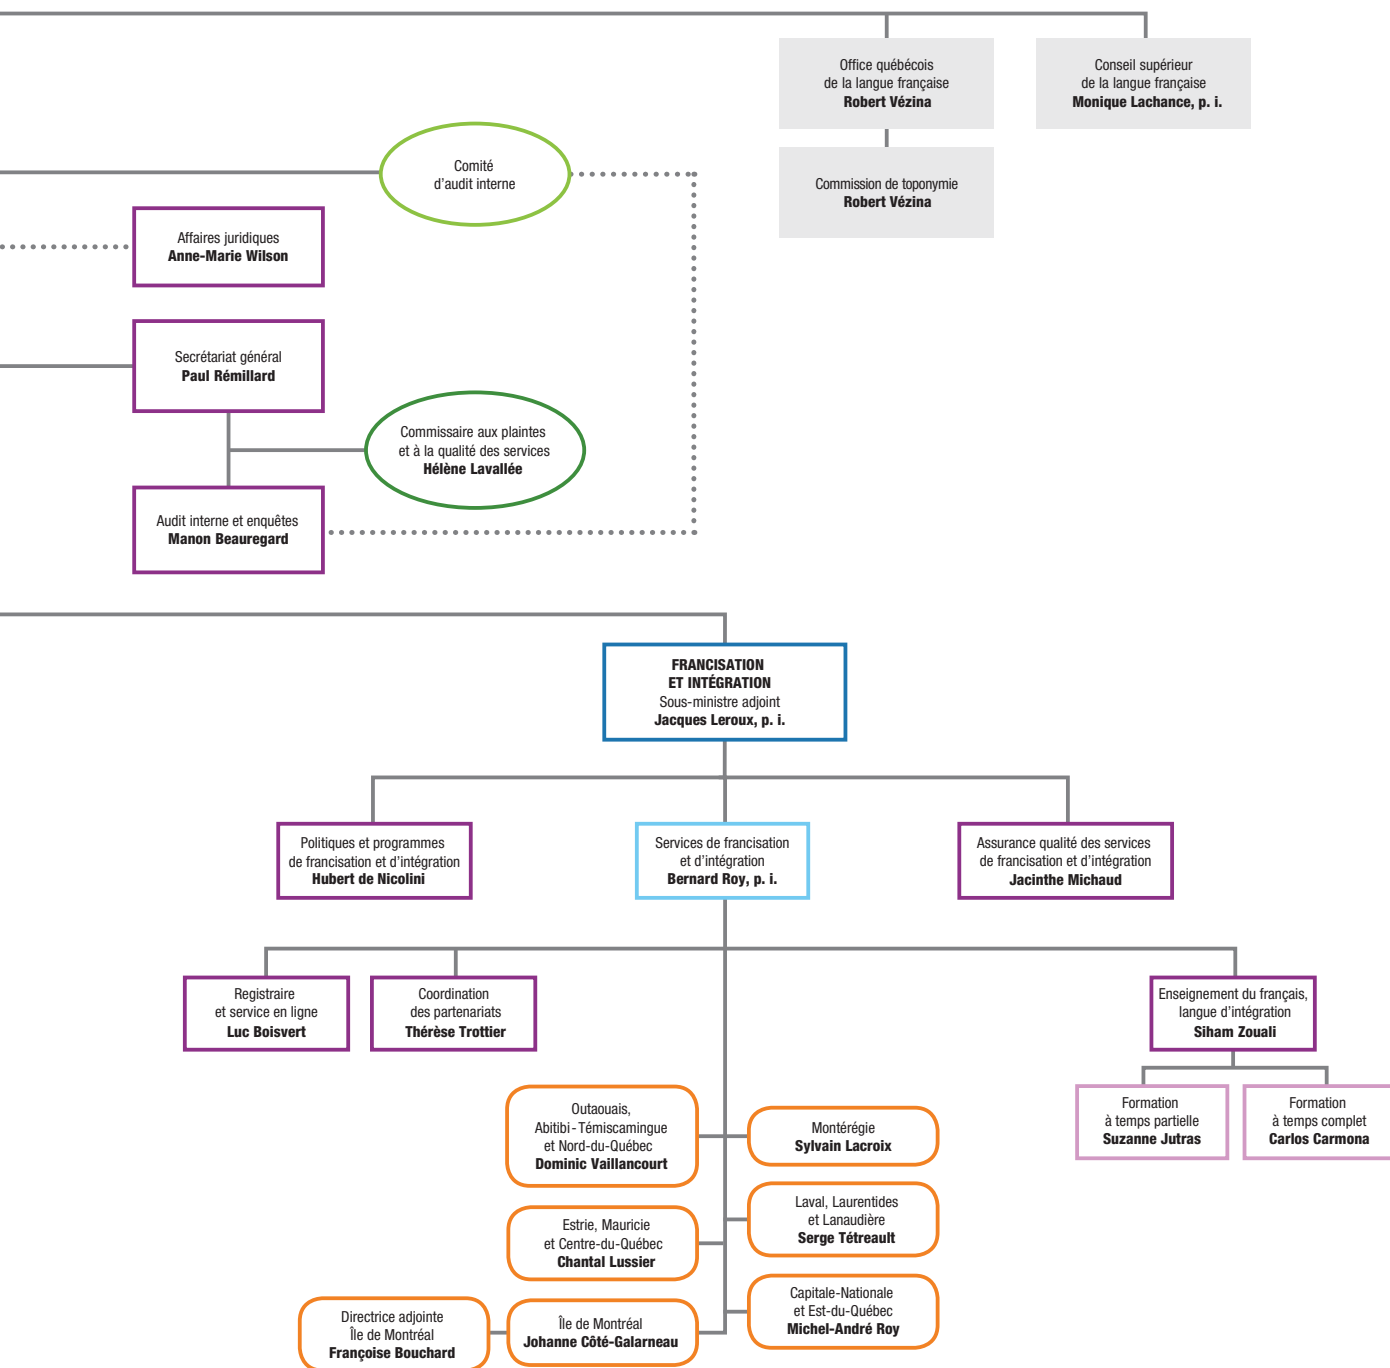 Office québécois
de la langue française
Robert Vézina
Conseil supérieur
de la langue française
Monique Lachance, p. i.
Commission de toponymie
Robert Vézina
Comité
d'audit interne
Affaires juridiques
Anne-Marie Wilson
Secrétariat général
Paul Rémillard
Commissaire aux plaintes
et à la qualité des services
Hélène Lavallée
Audit interne et enquêtes
Manon Beauregard
FRANCISATION
ET INTÉGRATION
Sous-ministre adjoint
Jacques Leroux, p. i.
Politiques et programmes
de francisation et d'intégration
Hubert de Nicolini
Services de francisation
et d'intégration
Bernard Roy, p. i.
Assurance qualité des services
de francisation et d'intégration
Jacinthe Michaud
Registraire
et service en ligne
Luc Boisvert
Coordination
des partenariats
Thérèse Trottier
Enseignement du français,
langue d'intégration
Siham Zouali
Formation
à temps partielle
Suzanne Jutras
Formation
à temps complet
Carlos Carmona
Outaouais,
Abitibi-Témiscamingue
et Nord-du-Québec
Dominic Vaillancourt
Montérégie
Sylvain Lacroix
Estrie, Mauricie
et Centre-du-Québec
Chantal Lussier
Laval, Laurentides
et Lanaudière
Serge Tétreault
Directrice adjointe
Île de Montréal
Françoise Bouchard
Île de Montréal
Johanne Côté-Galarneau
Capitale-Nationale
et Est-du-Québec
Michel-André Roy